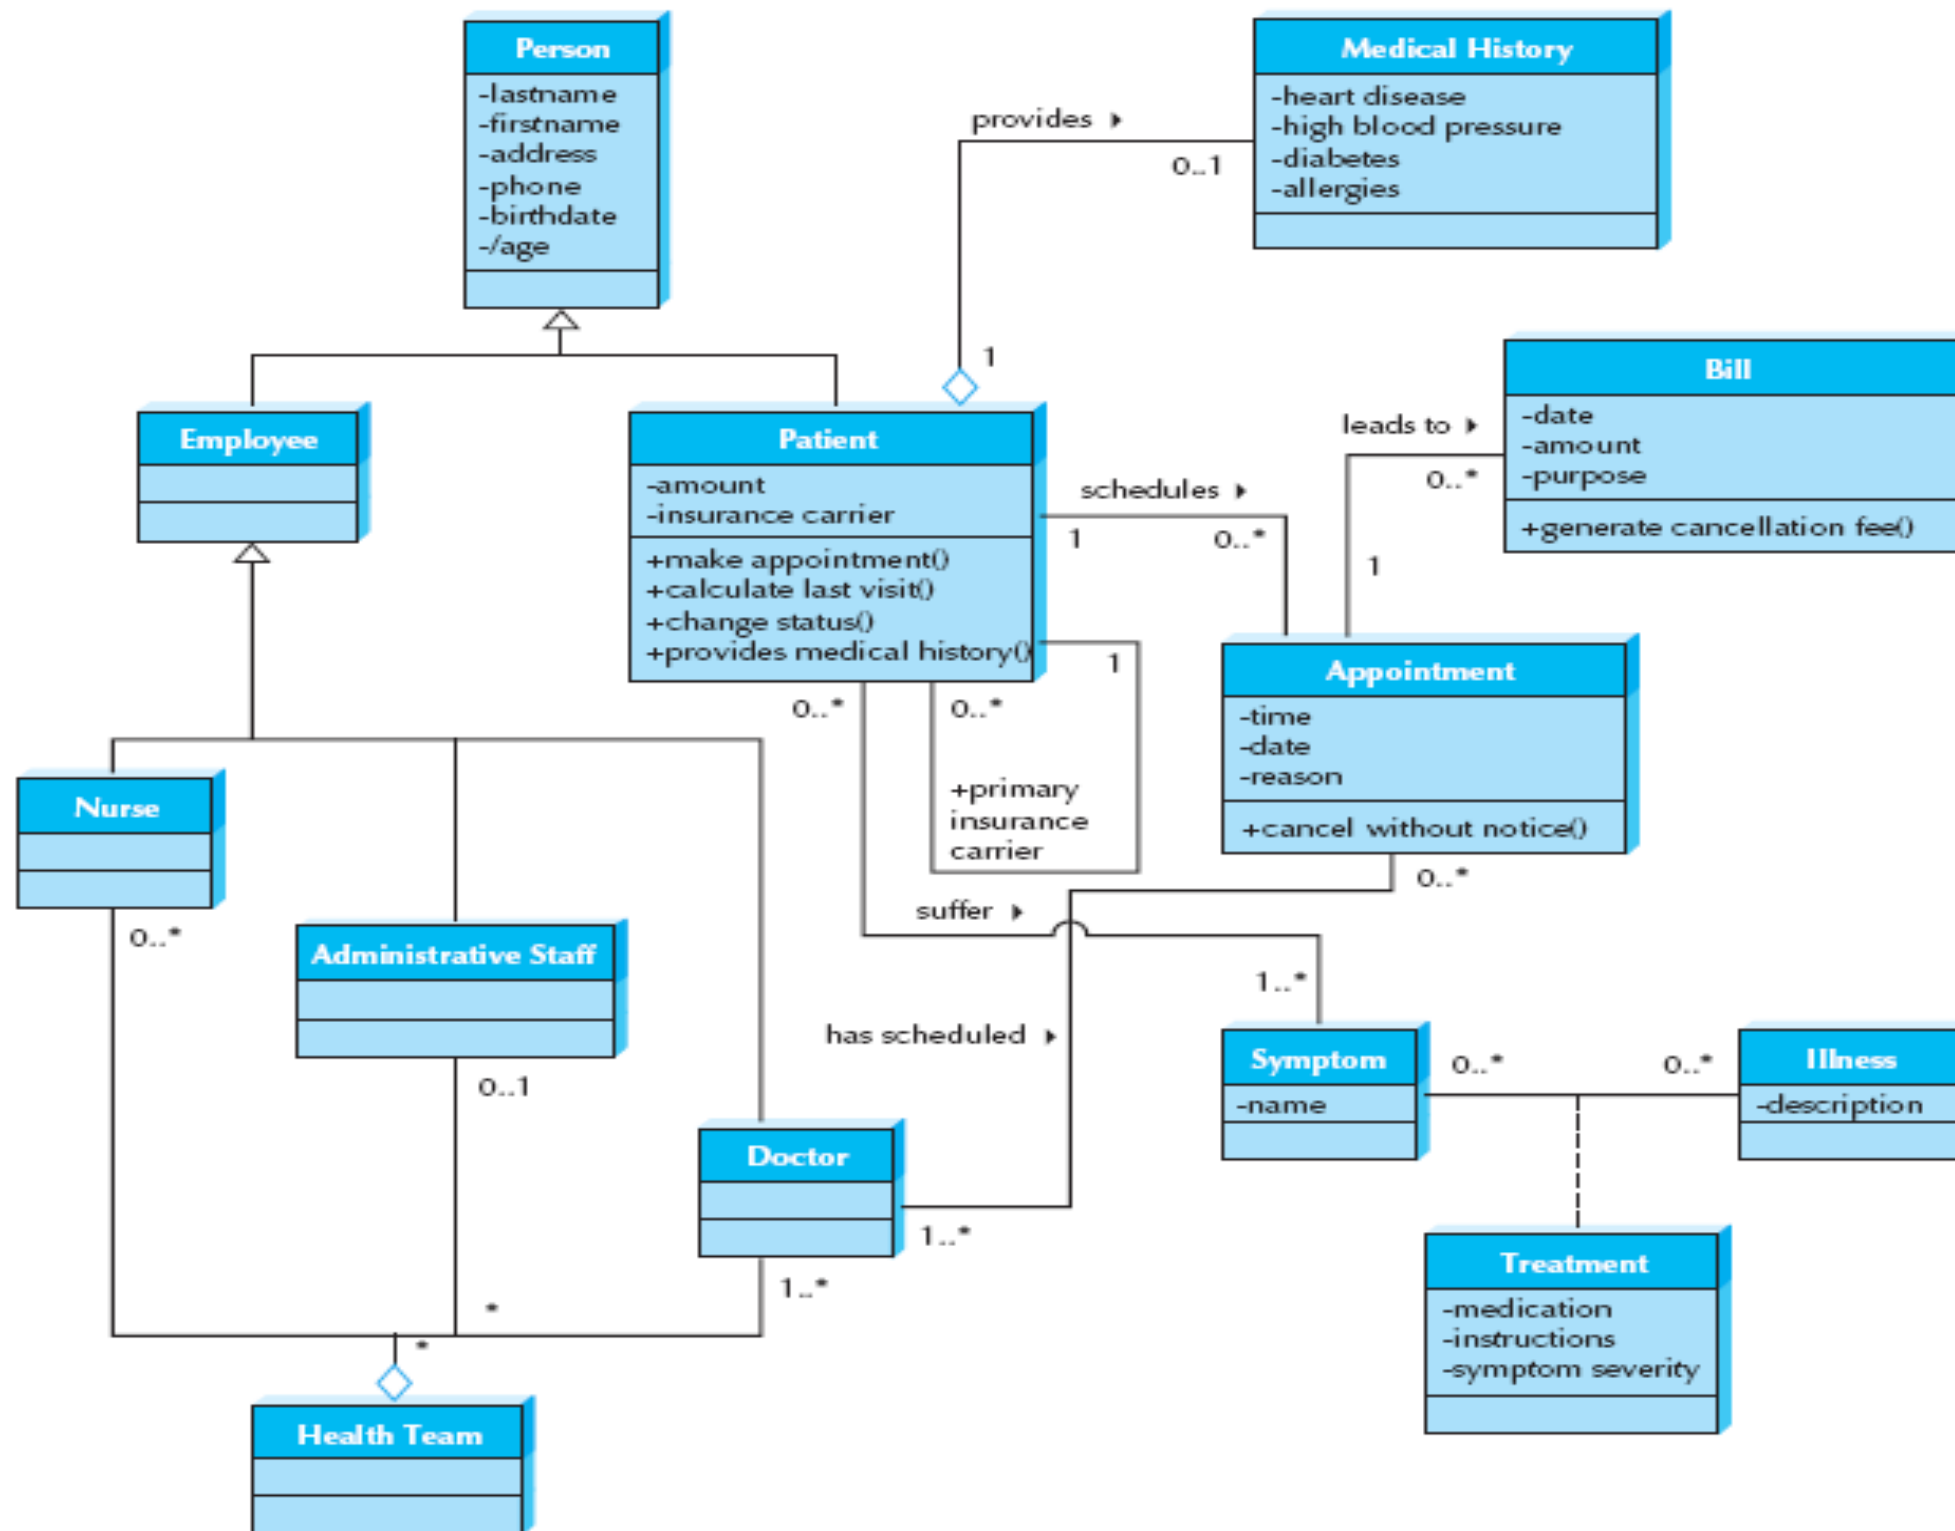 Person
-lastname
-firstname
-address
-phone
-birthdate
-/age
Medical History
-heart disease
-high blood pressure
-diabetes
-allergies
provides
0..1
1
Employee
Patient
-amount
-insurance carrier
+make appointment()
+calculate last visit()
+change status()
+provides medical history()
Bill
-date
-amount
-purpose
+generate cancellation fee()
leads to
0..*
1
schedules
1
0..*
1
0..*
0..*
+primary
insurance
carrier
Appointment
-time
-date
-reason
+cancel without notice()
0..*
Nurse
0..*
Administrative Staff
0..1
suffer
1..*
has scheduled
Doctor
1..*
1..*
Symptom
-name
0..*
0..*
Illness
-description
Treatment
-medication
-instructions
-symptom severity
*
*
Health Team